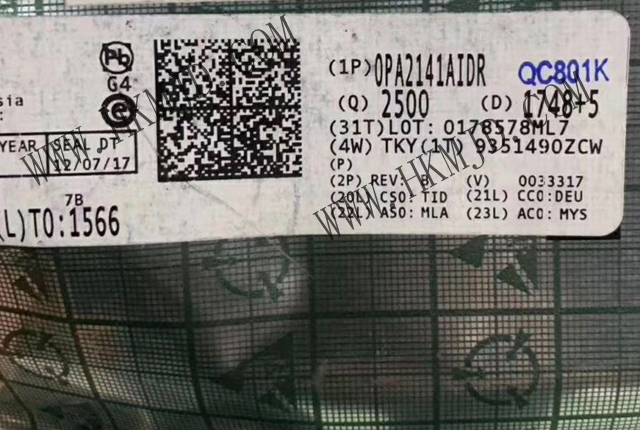 Pb
G4
e3
sia
:
YEAR SEAL DT
12/07/17
7B
(L)TO:1566
(1P)OPA2141AIDR QC801K
(Q) 2500 (D) 1748+5
(31T)LOT: 0178578ML7
(4W) TKY(1T) 9351490ZCW
(P)
(2P) REV: B (V) 0033317
(20L) CSO: TID (21L) CCO:DEU
(22L) ASO: MLA (23L) ACO: MYS
WWW.HKMJD.COM
WWW.HKMJD.COM